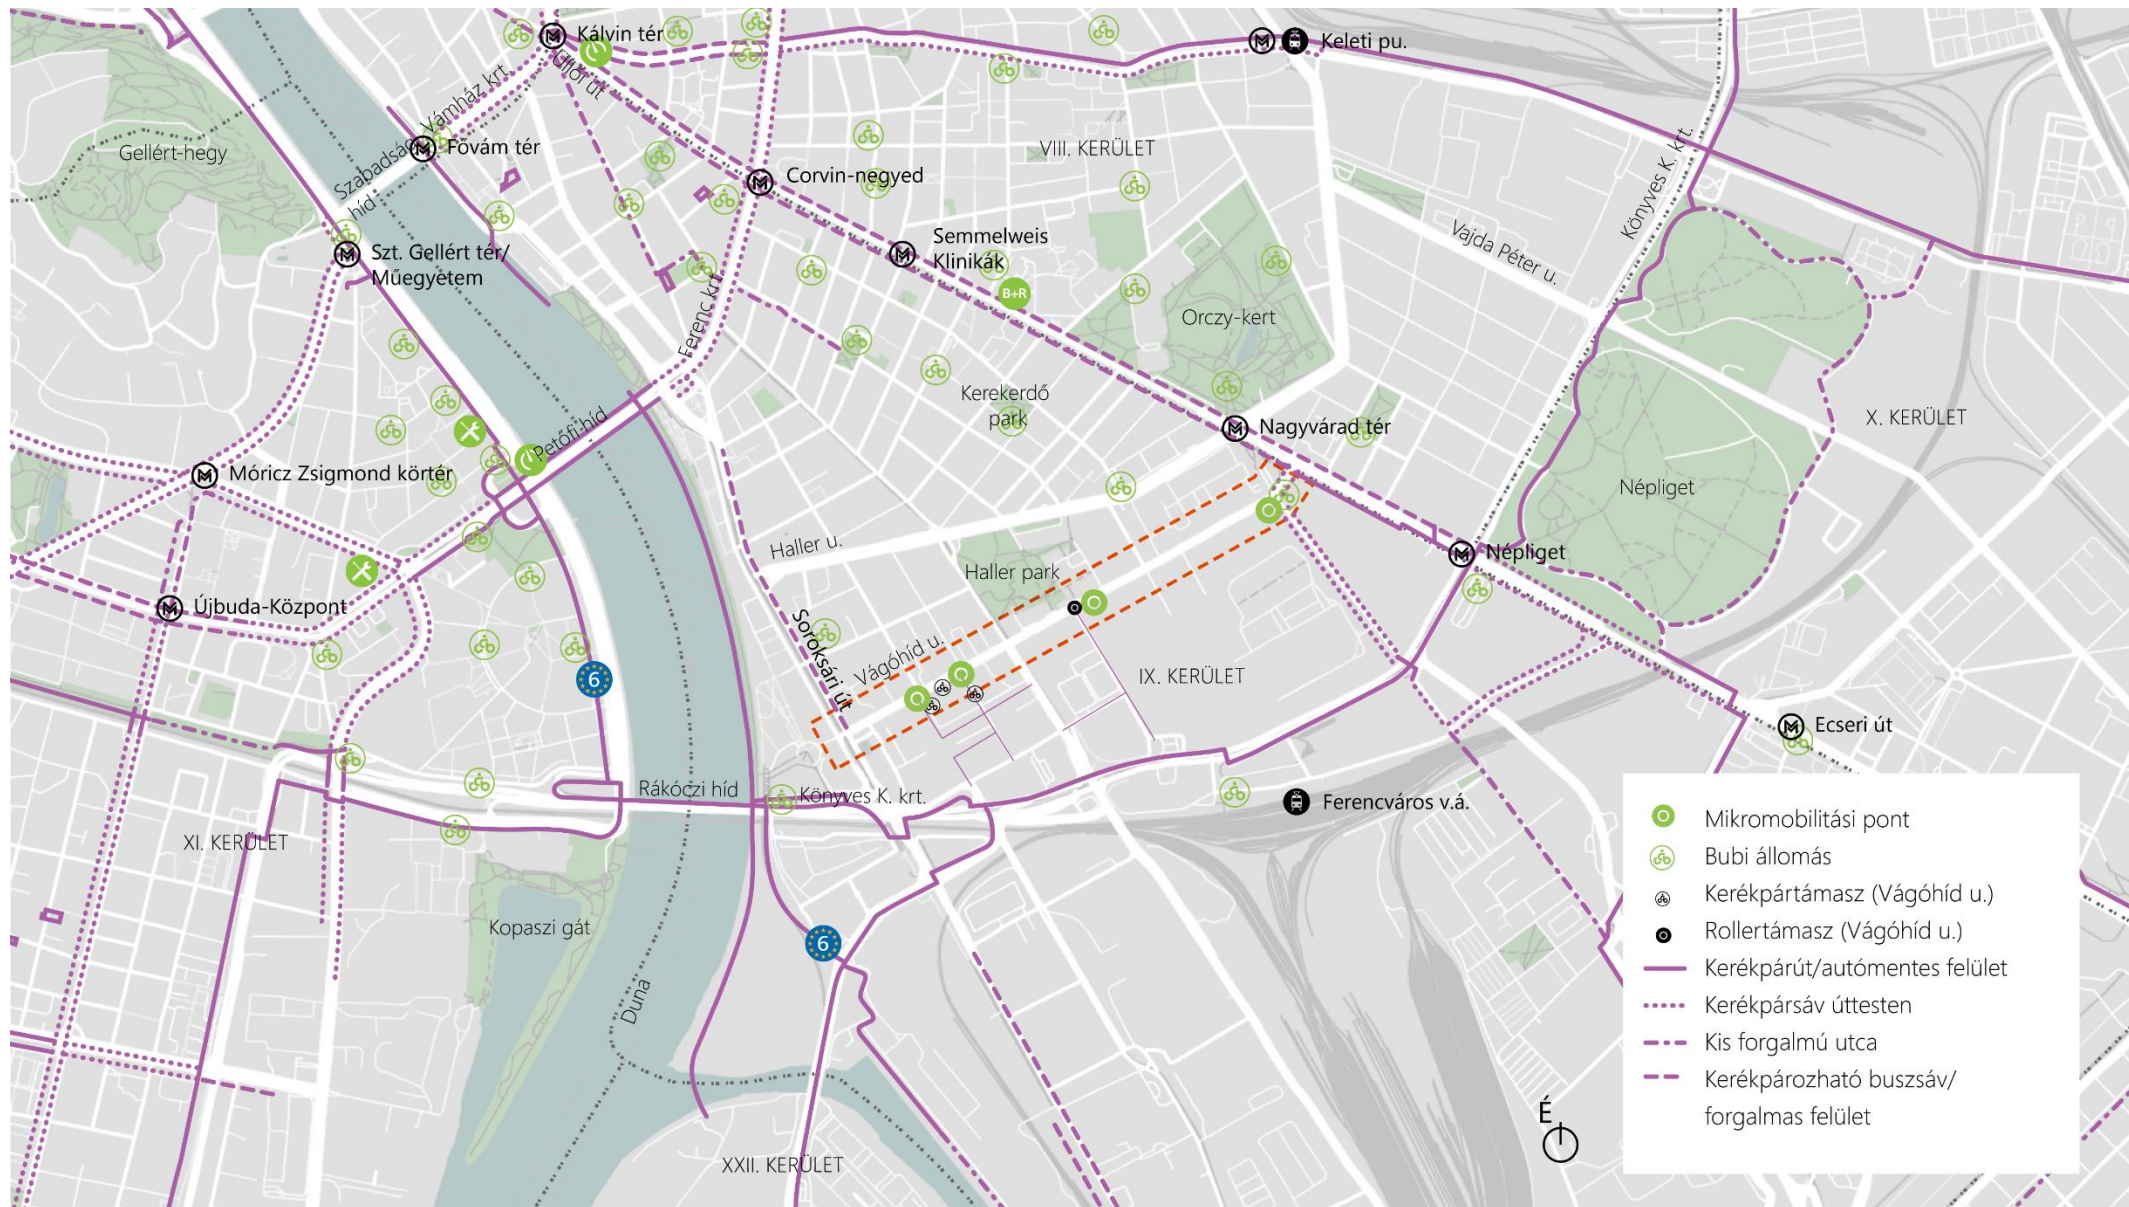 Kálvin tér
Üllői út
Keleti pu.
Vámház krt.
Szabadság
híd
Fővám tér
Gellért-hegy
VIII. KERÜLET
Könyves K. krt.
Corvin-negyed
Semmelweis
Klinikák
Szt. Gellért tér/
Műegyetem
Vajda Péter u.
B+R
Orczy-kert
Ferenc krt.
Kerekerdő
park
Petőfi-híd
Nagyvárad tér
X. KERÜLET
Móricz Zsigmond körtér
Népliget
Haller u.
Népliget
Haller park
Újbuda-Központ
Soroksári út
Vágóhíd u.
IX. KERÜLET
6
Ecseri út
Rákóczi híd
Könyves K. krt.
Ferencváros v.á.
XI. KERÜLET
Kopaszi gát
6
Duna
XXII. KERÜLET
É
Mikromobilitási pont
Bubi állomás
Kerékpártámasz (Vágóhíd u.)
Rollertámasz (Vágóhíd u.)
Kerékpárút/autómentes felület
Kerékpársáv úttesten
Kis forgalmú utca
Kerékpározható buszsáv/
forgalmas felület